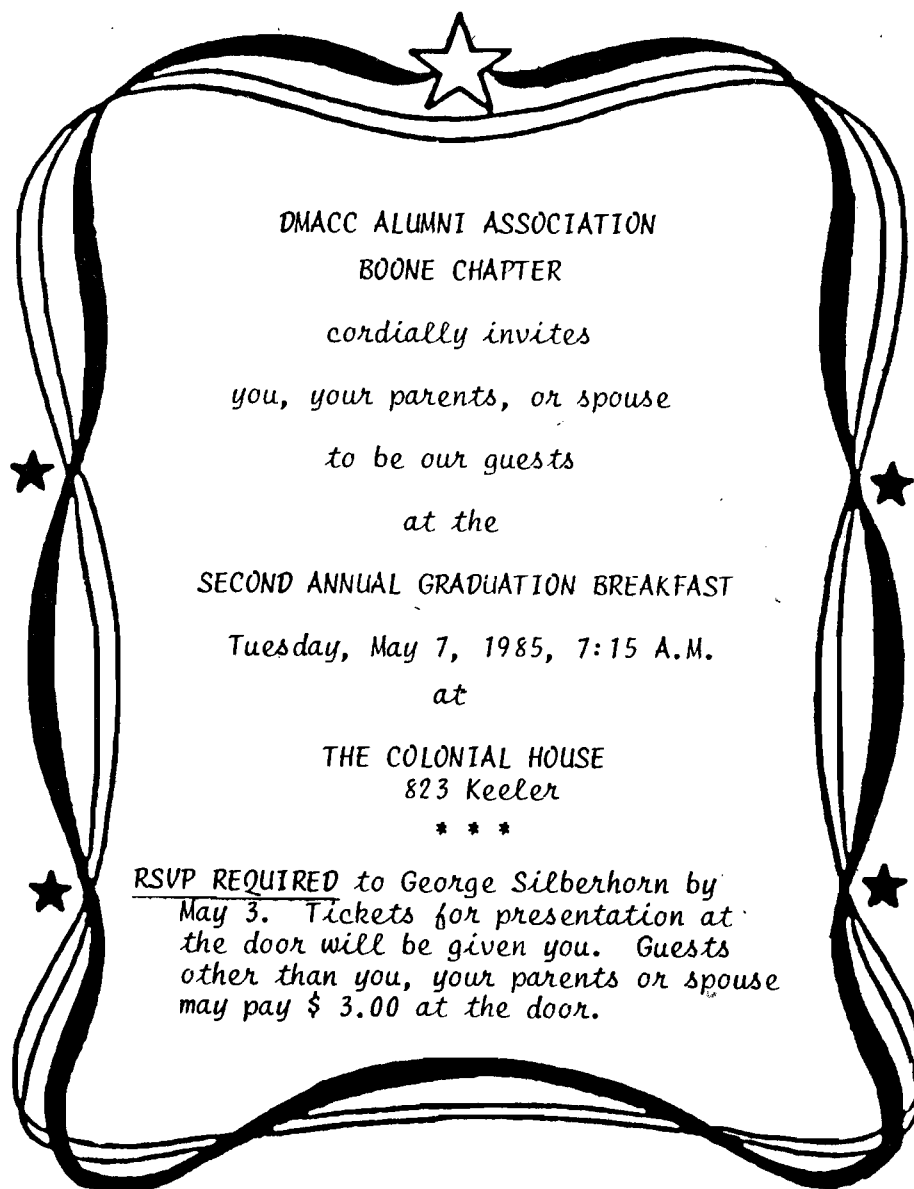 DMACC ALUMNI ASSOCIATION
BOONE CHAPTER
cordially invites
you, your parents, or spouse
to be our guests
at the
SECOND ANNUAL GRADUATION BREAKFAST
Tuesday, May 7, 1985, 7:15 A.M.
at
THE COLONIAL HOUSE
823 Keeler
* * *
RSVP REQUIRED to George Silberhorn by
May 3. Tickets for presentation at
the door will be given you. Guests
other than you, your parents or spouse
may pay $ 3.00 at the door.